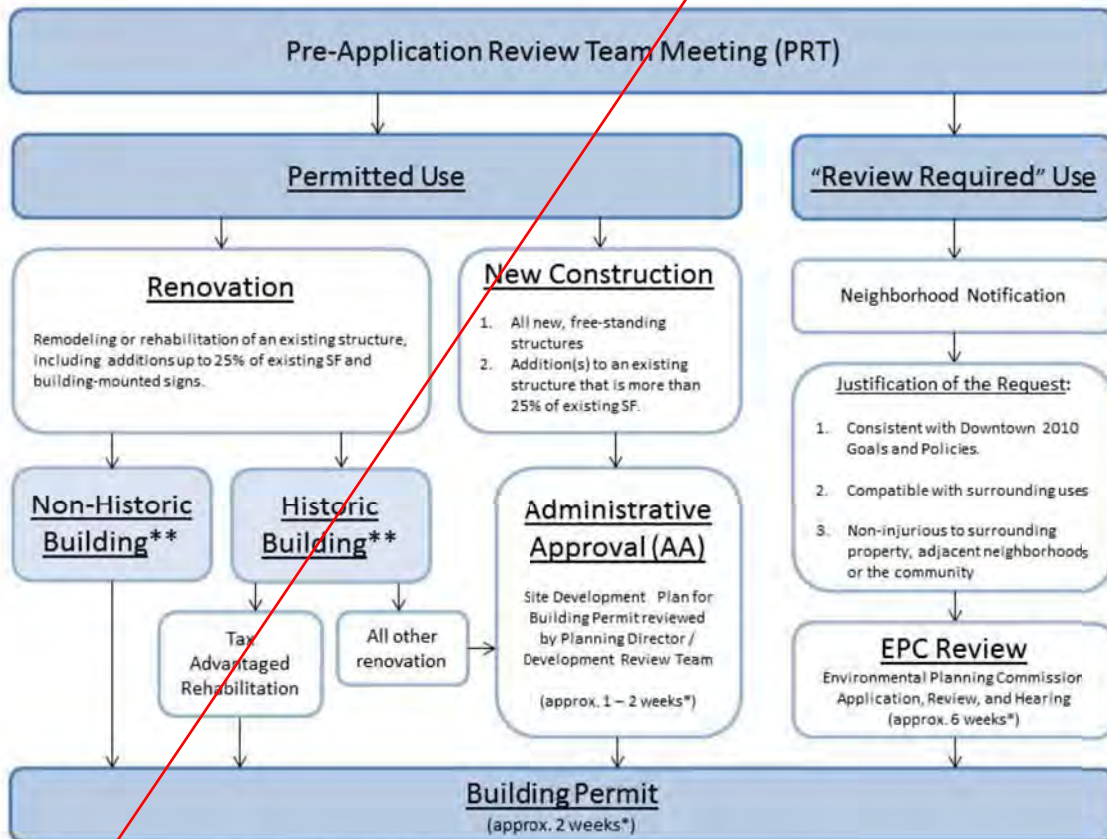 Pre-Application Review Team Meeting (PRT)
Permitted Use
"Review Required" Use
Renovation
Remodeling or rehabilitation of an existing structure,
including additions up to 25% of existing SF and
building-mounted signs.
New Construction
1. All new, free-standing
structures
2. Addition(s) to an existing
structure that is more than
25% of existing SF.
Neighborhood Notification
Justification of the Request:
1. Consistent with Downtown 2010
Goals and Policies.
2. Compatible with surrounding uses
3. Non-injurious to surrounding
property, adjacent neighborhoods
or the community
Non-Historic
Building**
Historic
Building**
Tax
Advantaged
Rehabilitation
All other
renovation
Administrative
Approval (AA)
Site Development Plan for
Building Permit reviewed
by Planning Director /
Development Review Team
(approx. 1 – 2 weeks*)
EPC Review
Environmental Planning Commission
Application, Review, and Hearing
(approx. 6 weeks*)
Building Permit
(approx. 2 weeks*)